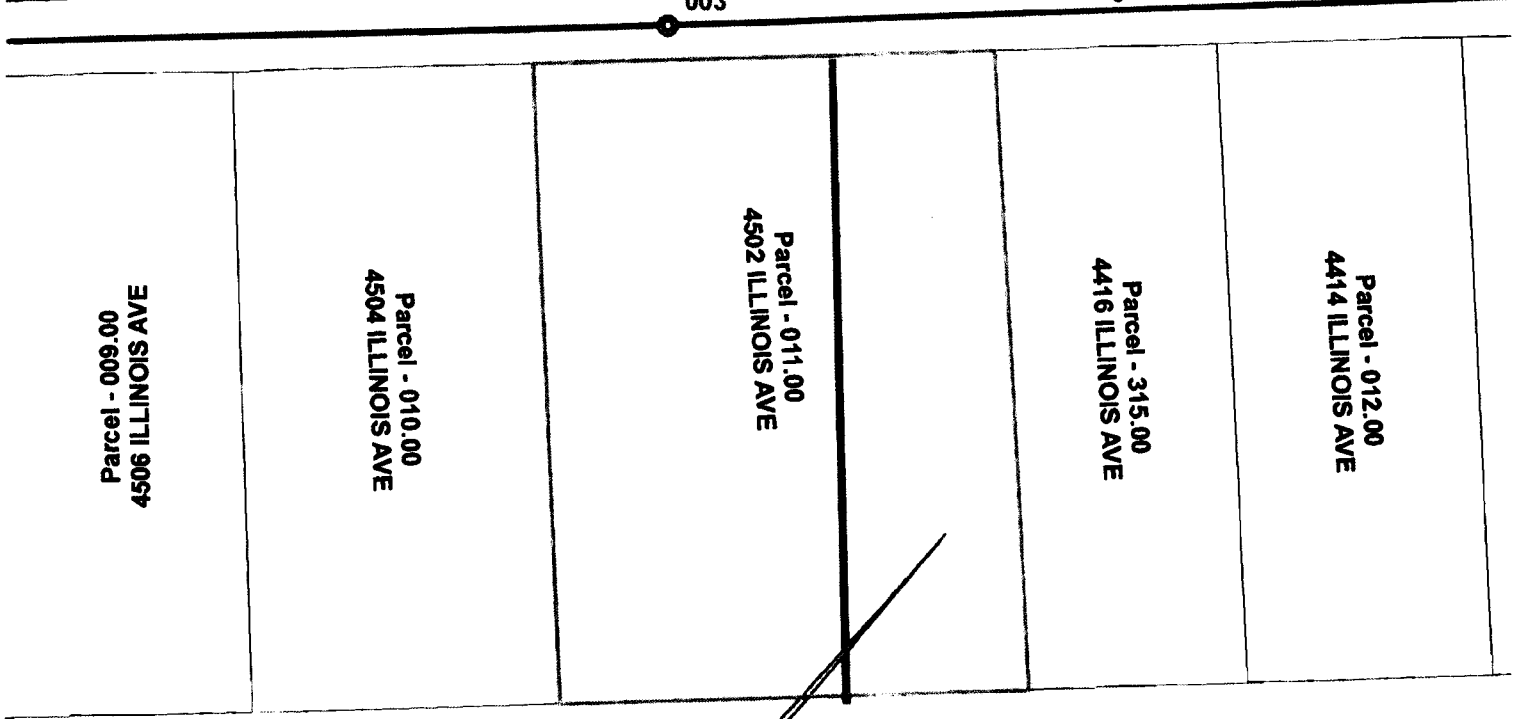 003
Parcel - 009.00
4506 ILLINOIS AVE
Parcel - 010.00
4504 ILLINOIS AVE
Parcel - 011.00
4502 ILLINOIS AVE
Parcel - 315.00
4416 ILLINOIS AVE
Parcel - 012.00
4414 ILLINOIS AVE